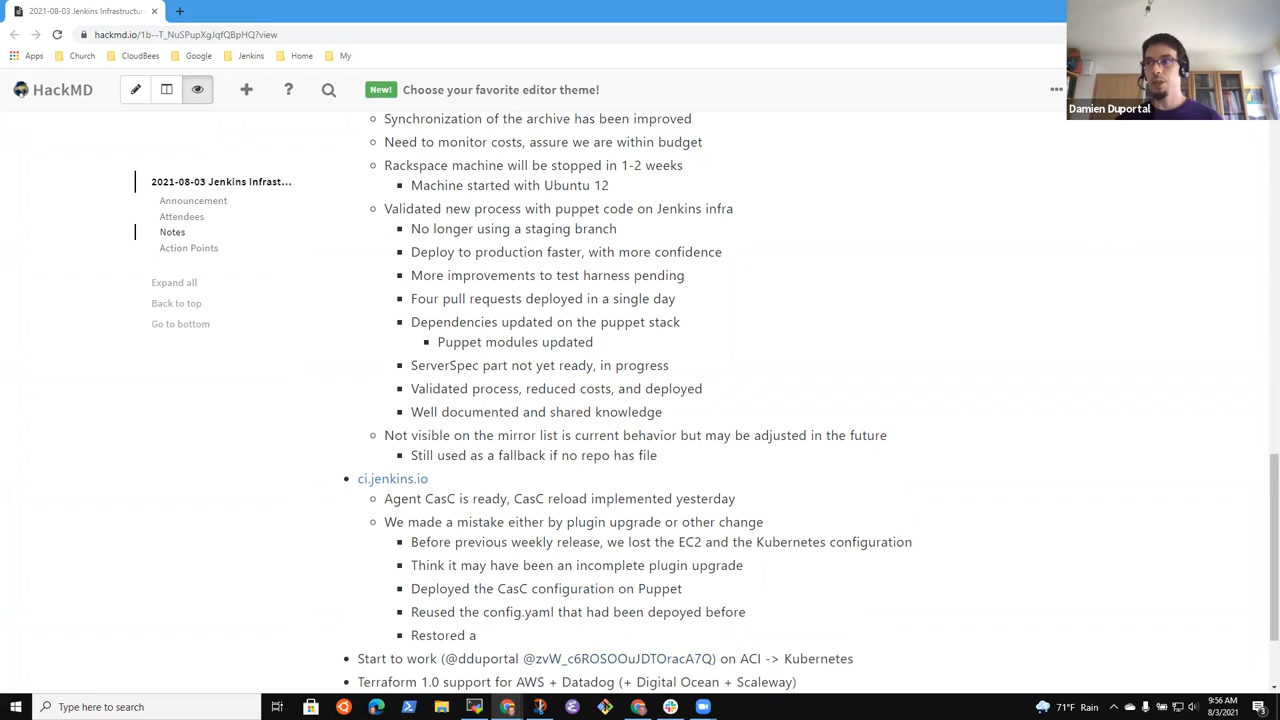 2021-08-03 Jenkins Infrastructur
hackmd.io/1b--T_NuSPupXgJqfQBpHQ?view
Apps
Church
CloudBees
Google
Jenkins
Home
My
HackMD
New!
Choose your favorite editor theme!
Damien Duportal
2021-08-03 Jenkins Infrast...
Announcement
Attendees
Notes
Action Points
Expand all
Back to top
Go to bottom
Synchronization of the archive has been improved
Need to monitor costs, assure we are within budget
Rackspace machine will be stopped in 1-2 weeks
Machine started with Ubuntu 12
Validated new process with puppet code on Jenkins infra
No longer using a staging branch
Deploy to production faster, with more confidence
More improvements to test harness pending
Four pull requests deployed in a single day
Dependencies updated on the puppet stack
Puppet modules updated
ServerSpec part not yet ready, in progress
Validated process, reduced costs, and deployed
Well documented and shared knowledge
Not visible on the mirror list is current behavior but may be adjusted in the future
Still used as a fallback if no repo has file
ci.jenkins.io
Agent CasC is ready, CasC reload implemented yesterday
We made a mistake either by plugin upgrade or other change
Before previous weekly release, we lost the EC2 and the Kubernetes configuration
Think it may have been an incomplete plugin upgrade
Deployed the CasC configuration on Puppet
Reused the config.yaml that had been depoyed before
Restored a
Start to work (@dduportal @zvW_c6ROSOOuJDTOracA7Q) on ACI -> Kubernetes
Terraform 1.0 support for AWS + Datadog (+ Digital Ocean + Scaleway)
Type here to search
71°F Rain
9:56 AM
8/3/2021
3